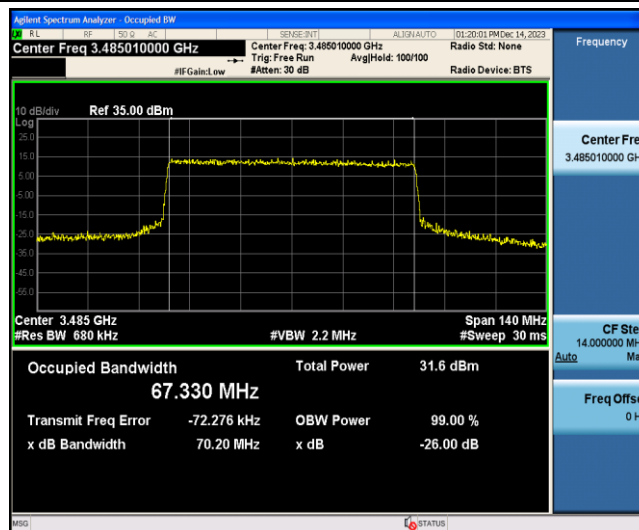 Agilent Spectrum Analyzer - Occupied BW
RL RF 50 Ω AC SENSE:INT ALIGN AUTO 01:20:01 PM Dec 14, 2023
Center Freq 3.485010000 GHz Center Freq: 3.485010000 GHz Radio Std: None Frequency
Trig: Free Run Avg|Hold: 100/100
#IFGain:Low #Atten: 30 dB Radio Device: BTS
10 dB/div Ref 35.00 dBm
Log
25.0
15.0
5.00
-5.00
-15.0
-25.0
-35.0
-45.0
-55.0
Center Fre
3.485010000 GH
Center 3.485 GHz Span 140 MHz
#Res BW 680 kHz #VBW 2.2 MHz #Sweep 30 ms
CF Ste
14.000000 MH
Auto Ma
Occupied Bandwidth Total Power 31.6 dBm
67.330 MHz
Transmit Freq Error -72.276 kHz OBW Power 99.00 %
x dB Bandwidth 70.20 MHz x dB -26.00 dB
Freq Offse
0 H
MSG STATUS